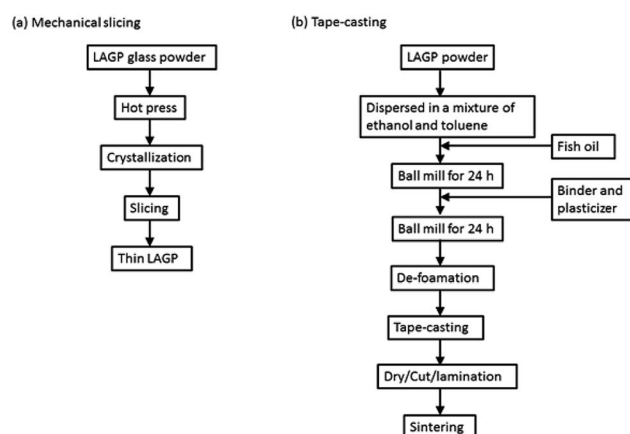 (a) Mechanical slicing
LAGP glass powder
Hot press
Crystallization
Slicing
Thin LAGP
(b) Tape-casting
LAGP powder
Dispersed in a mixture of
ethanol and toluene
Fish oil
Ball mill for 24 h
Binder and
plasticizer
Ball mill for 24 h
De-foamation
Tape-casting
Dry/Cut/lamination
Sintering